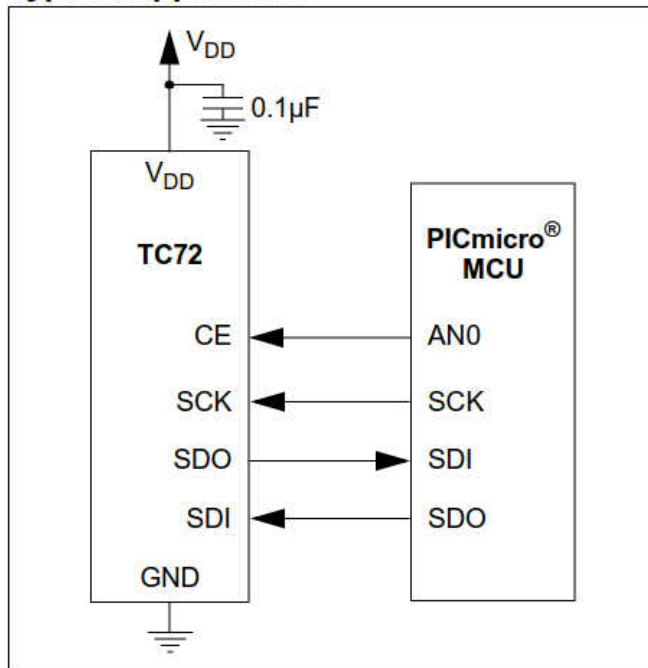 VDD
0.1µF
VDD
TC72
PICmicro®
MCU
CE
AN0
SCK
SCK
SDO
SDI
SDI
SDO
GND